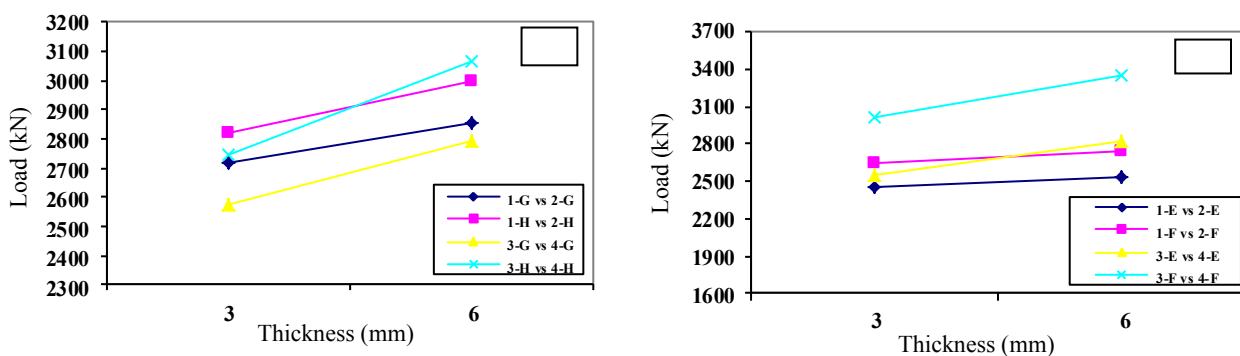 3200
3100
3000
2900
2800
2700
2600
2500
2400
2300
Load (kN)
3
6
Thickness (mm)
1-G vs 2-G
1-H vs 2-H
3-G vs 4-G
3-H vs 4-H
3700
3400
3100
2800
2500
2200
1900
1600
Load (kN)
3
6
Thickness (mm)
1-E vs 2-E
1-F vs 2-F
3-E vs 4-E
3-F vs 4-F